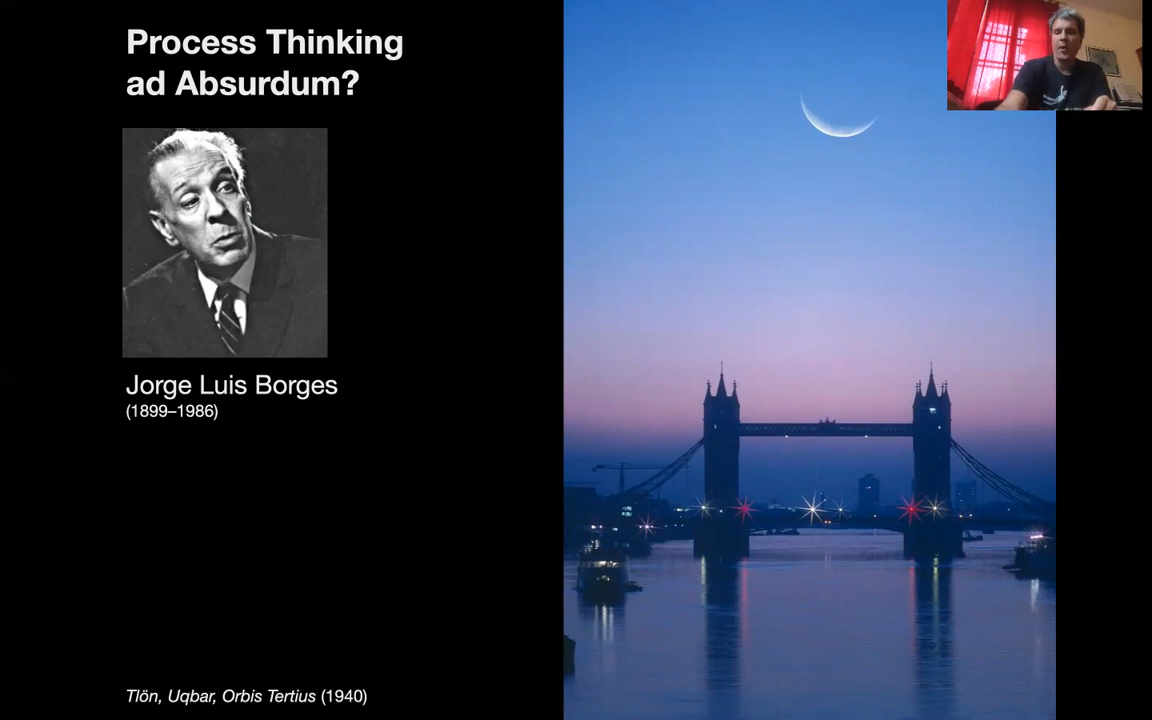 Process Thinking
ad Absurdum?
Jorge Luis Borges
(1899–1986)
Tlön, Uqbar, Orbis Tertius (1940)